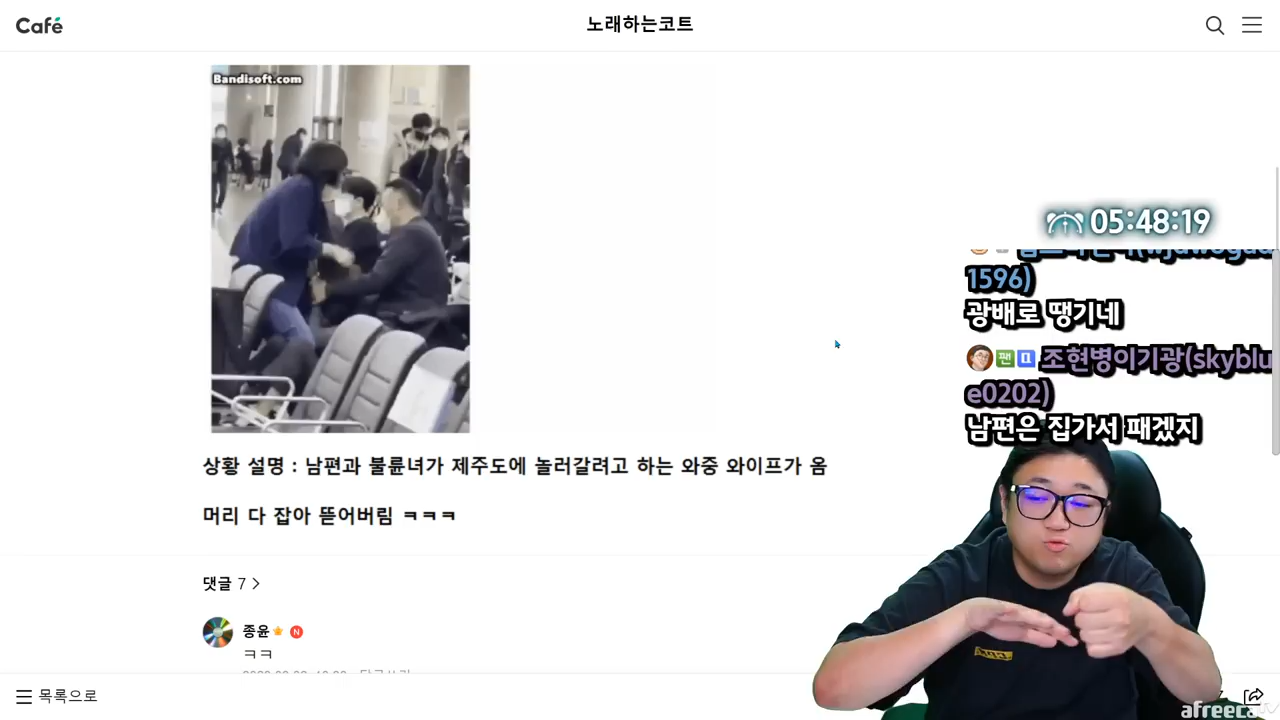 Café
노래하는코트
Bandisoft.com
05:48:19
1596)
광배로 땡기네
팬
조현병이기광(skyblu
e0202)
남편은 집가서 패겠지
상황 설명 : 남편과 불륜녀가 제주도에 놀러갈려고 하는 와중 와이프가 옴
머리 다 잡아 뜯어버림 ㅋㅋㅋ
댓글 7
종윤 N
ㅋㅋ
목록으로
afreecaTV